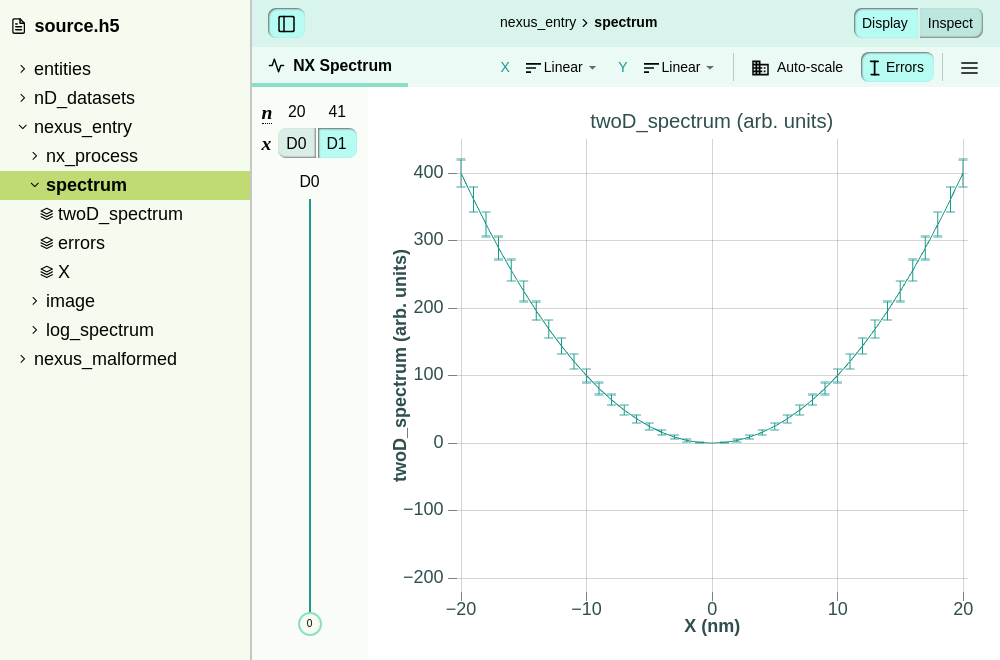 source.h5
entities
nD_datasets
nexus_entry
nx_process
spectrum
twoD_spectrum
errors
X
image
log_spectrum
nexus_malformed
nexus_entry > spectrum
Display Inspect
NX Spectrum
X Linear Y Linear Auto-scale Errors
n 20 41
x D0 D1
D0
0
twoD_spectrum (arb. units)
400
300
200
100
0
−100
−200
twoD_spectrum (arb. units)
−20 −10 0 10 20
X (nm)